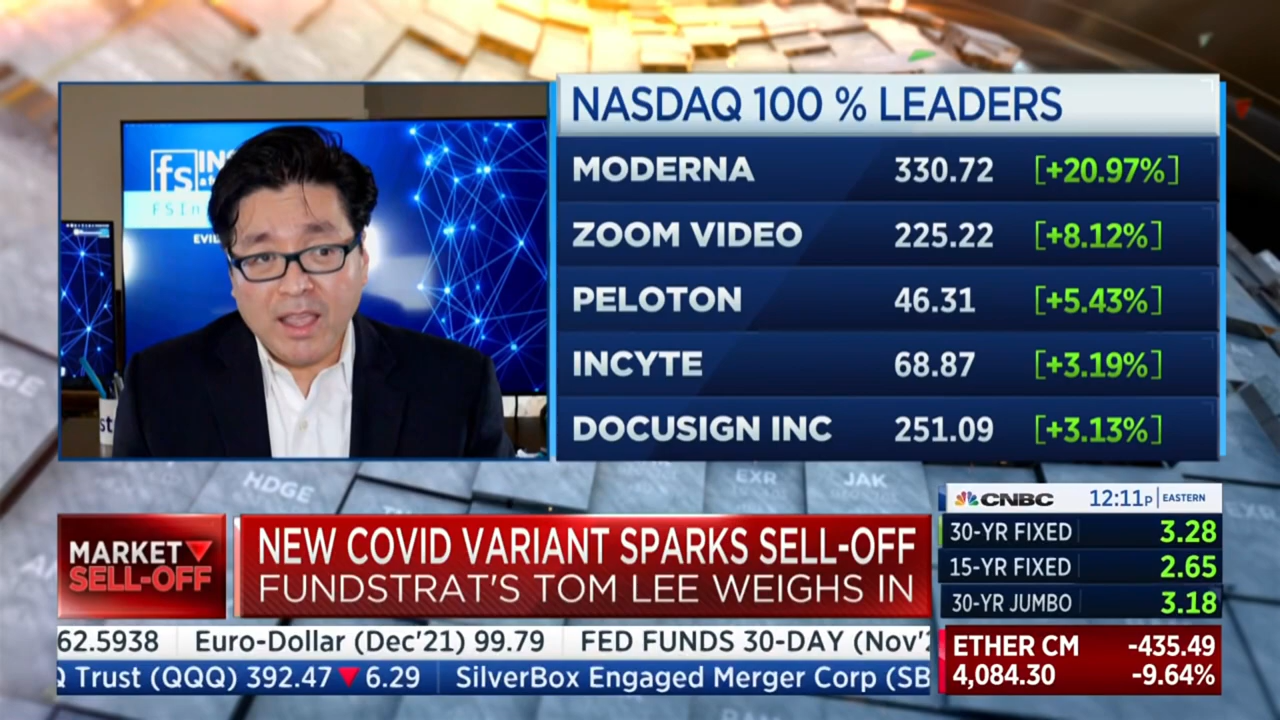 NASDAQ 100 % LEADERS
MODERNA 330.72 [+20.97%]
ZOOM VIDEO 225.22 [+8.12%]
PELOTON 46.31 [+5.43%]
INCYTE 68.87 [+3.19%]
DOCUSIGN INC 251.09 [+3.13%]
fs INS
FSIn
EVIL
HDGE
EXR
JAK
MARKET
SELL-OFF
NEW COVID VARIANT SPARKS SELL-OFF
FUNDSTRAT'S TOM LEE WEIGHS IN
CNBC 12:11P EASTERN
30-YR FIXED 3.28
15-YR FIXED 2.65
30-YR JUMBO 3.18
ETHER CM -435.49
4,084.30 -9.64%
62.5938 Euro-Dollar (Dec'21) 99.79 FED FUNDS 30-DAY (Nov'2
Q Trust (QQQ) 392.47 ▼ 6.29 SilverBox Engaged Merger Corp (SB